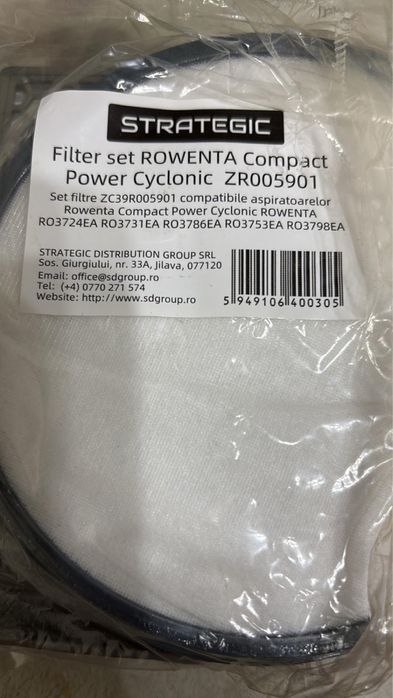 STRATEGIC
Filter set ROWENTA Compact
Power Cyclonic ZR005901
Set filtre ZC39R005901 compatibile aspiratoarelor
Rowenta Compact Power Cyclonic ROWENTA
RO3724EA RO3731EA RO3786EA RO3753EA RO3798EA
STRATEGIC DISTRIBUTION GROUP SRL
Sos. Giurgiului, nr. 33A, Jilava, 077120
Email: office@sdgroup.ro
Tel: (+4) 0770 271 574
Website: http://www.sdgroup.ro
5 949106 400305